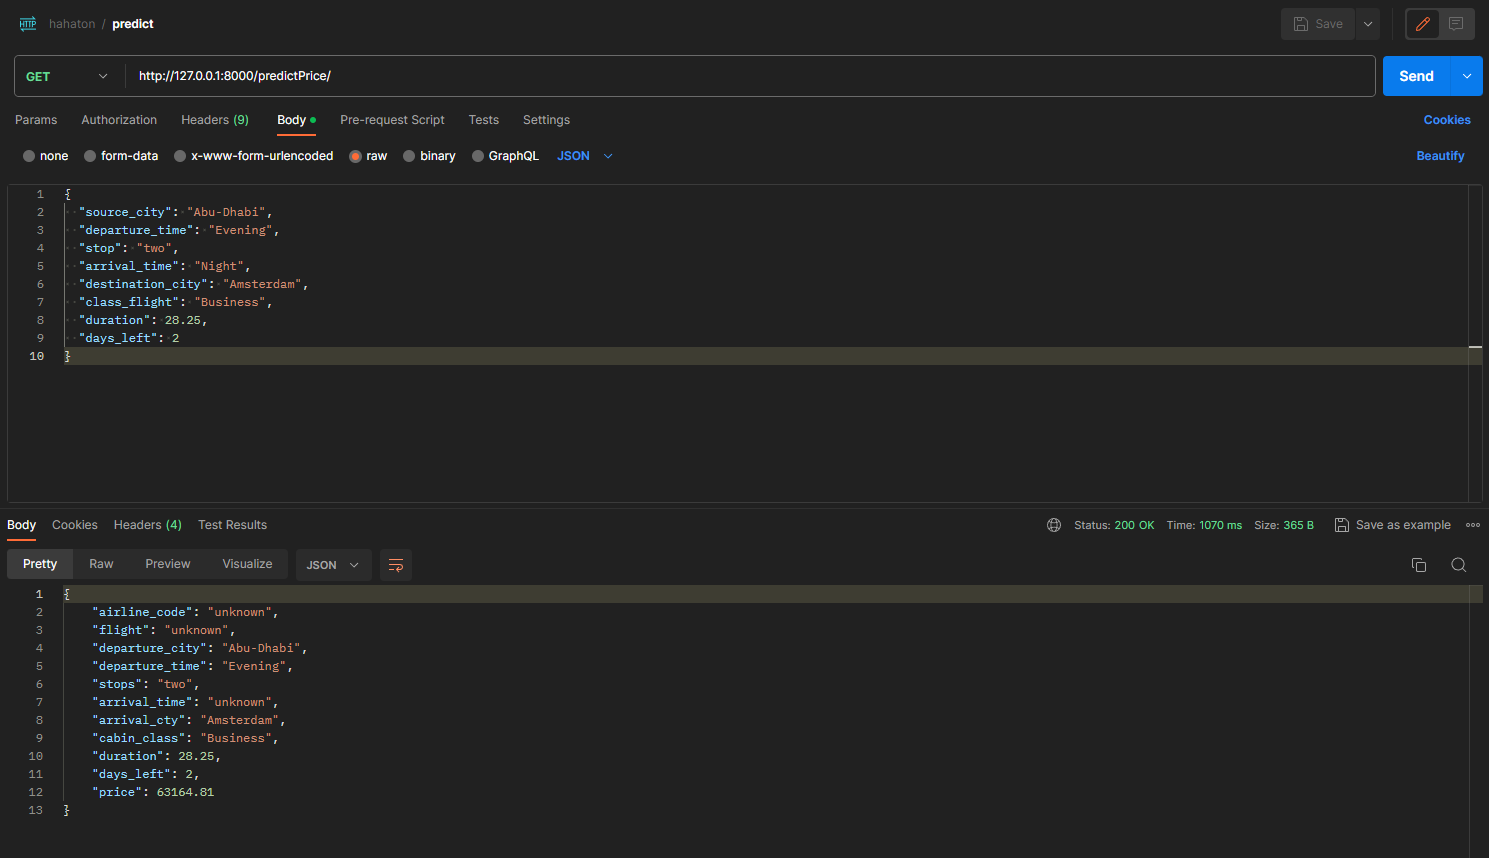 HTTP hahaton / predict Save
GET http://127.0.0.1:8000/predictPrice/ Send
Params Authorization Headers (9) Body Pre-request Script Tests Settings Cookies
none form-data x-www-form-urlencoded raw binary GraphQL JSON Beautify
1 {
2 "source_city": "Abu-Dhabi",
3 "departure_time": "Evening",
4 "stop": "two",
5 "arrival_time": "Night",
6 "destination_city": "Amsterdam",
7 "class_flight": "Business",
8 "duration": 28.25,
9 "days_left": 2
10 }
Body Cookies Headers (4) Test Results Status: 200 OK Time: 1070 ms Size: 365 B Save as example
Pretty Raw Preview Visualize JSON
1 {
2 "airline_code": "unknown",
3 "flight": "unknown",
4 "departure_city": "Abu-Dhabi",
5 "departure_time": "Evening",
6 "stops": "two",
7 "arrival_time": "unknown",
8 "arrival_cty": "Amsterdam",
9 "cabin_class": "Business",
10 "duration": 28.25,
11 "days_left": 2,
12 "price": 63164.81
13 }